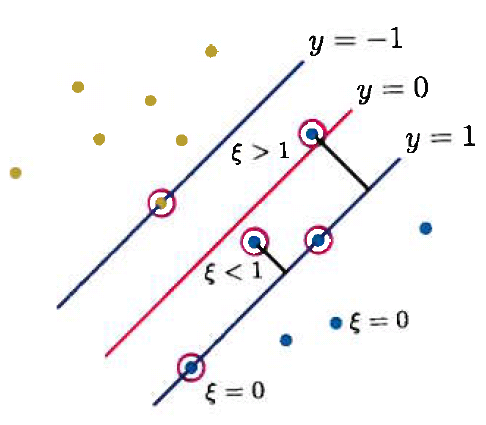 y = −1
y = 0
ξ > 1
y = 1
ξ < 1
ξ = 0
ξ = 0